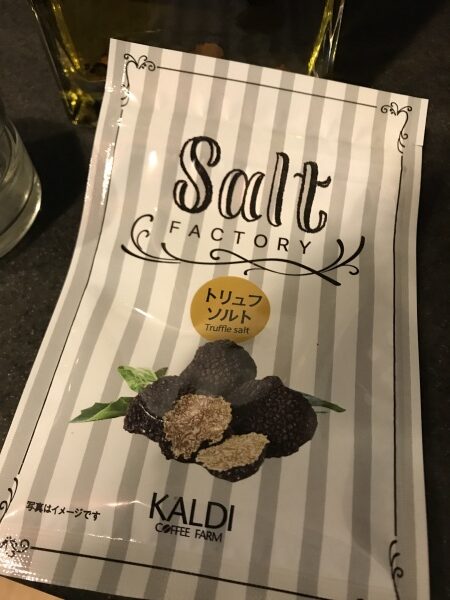 Salt
FACTORY
トリュフ
ソルト
Truffle salt
写真はイメージです
KALDI
COFFEE FARM